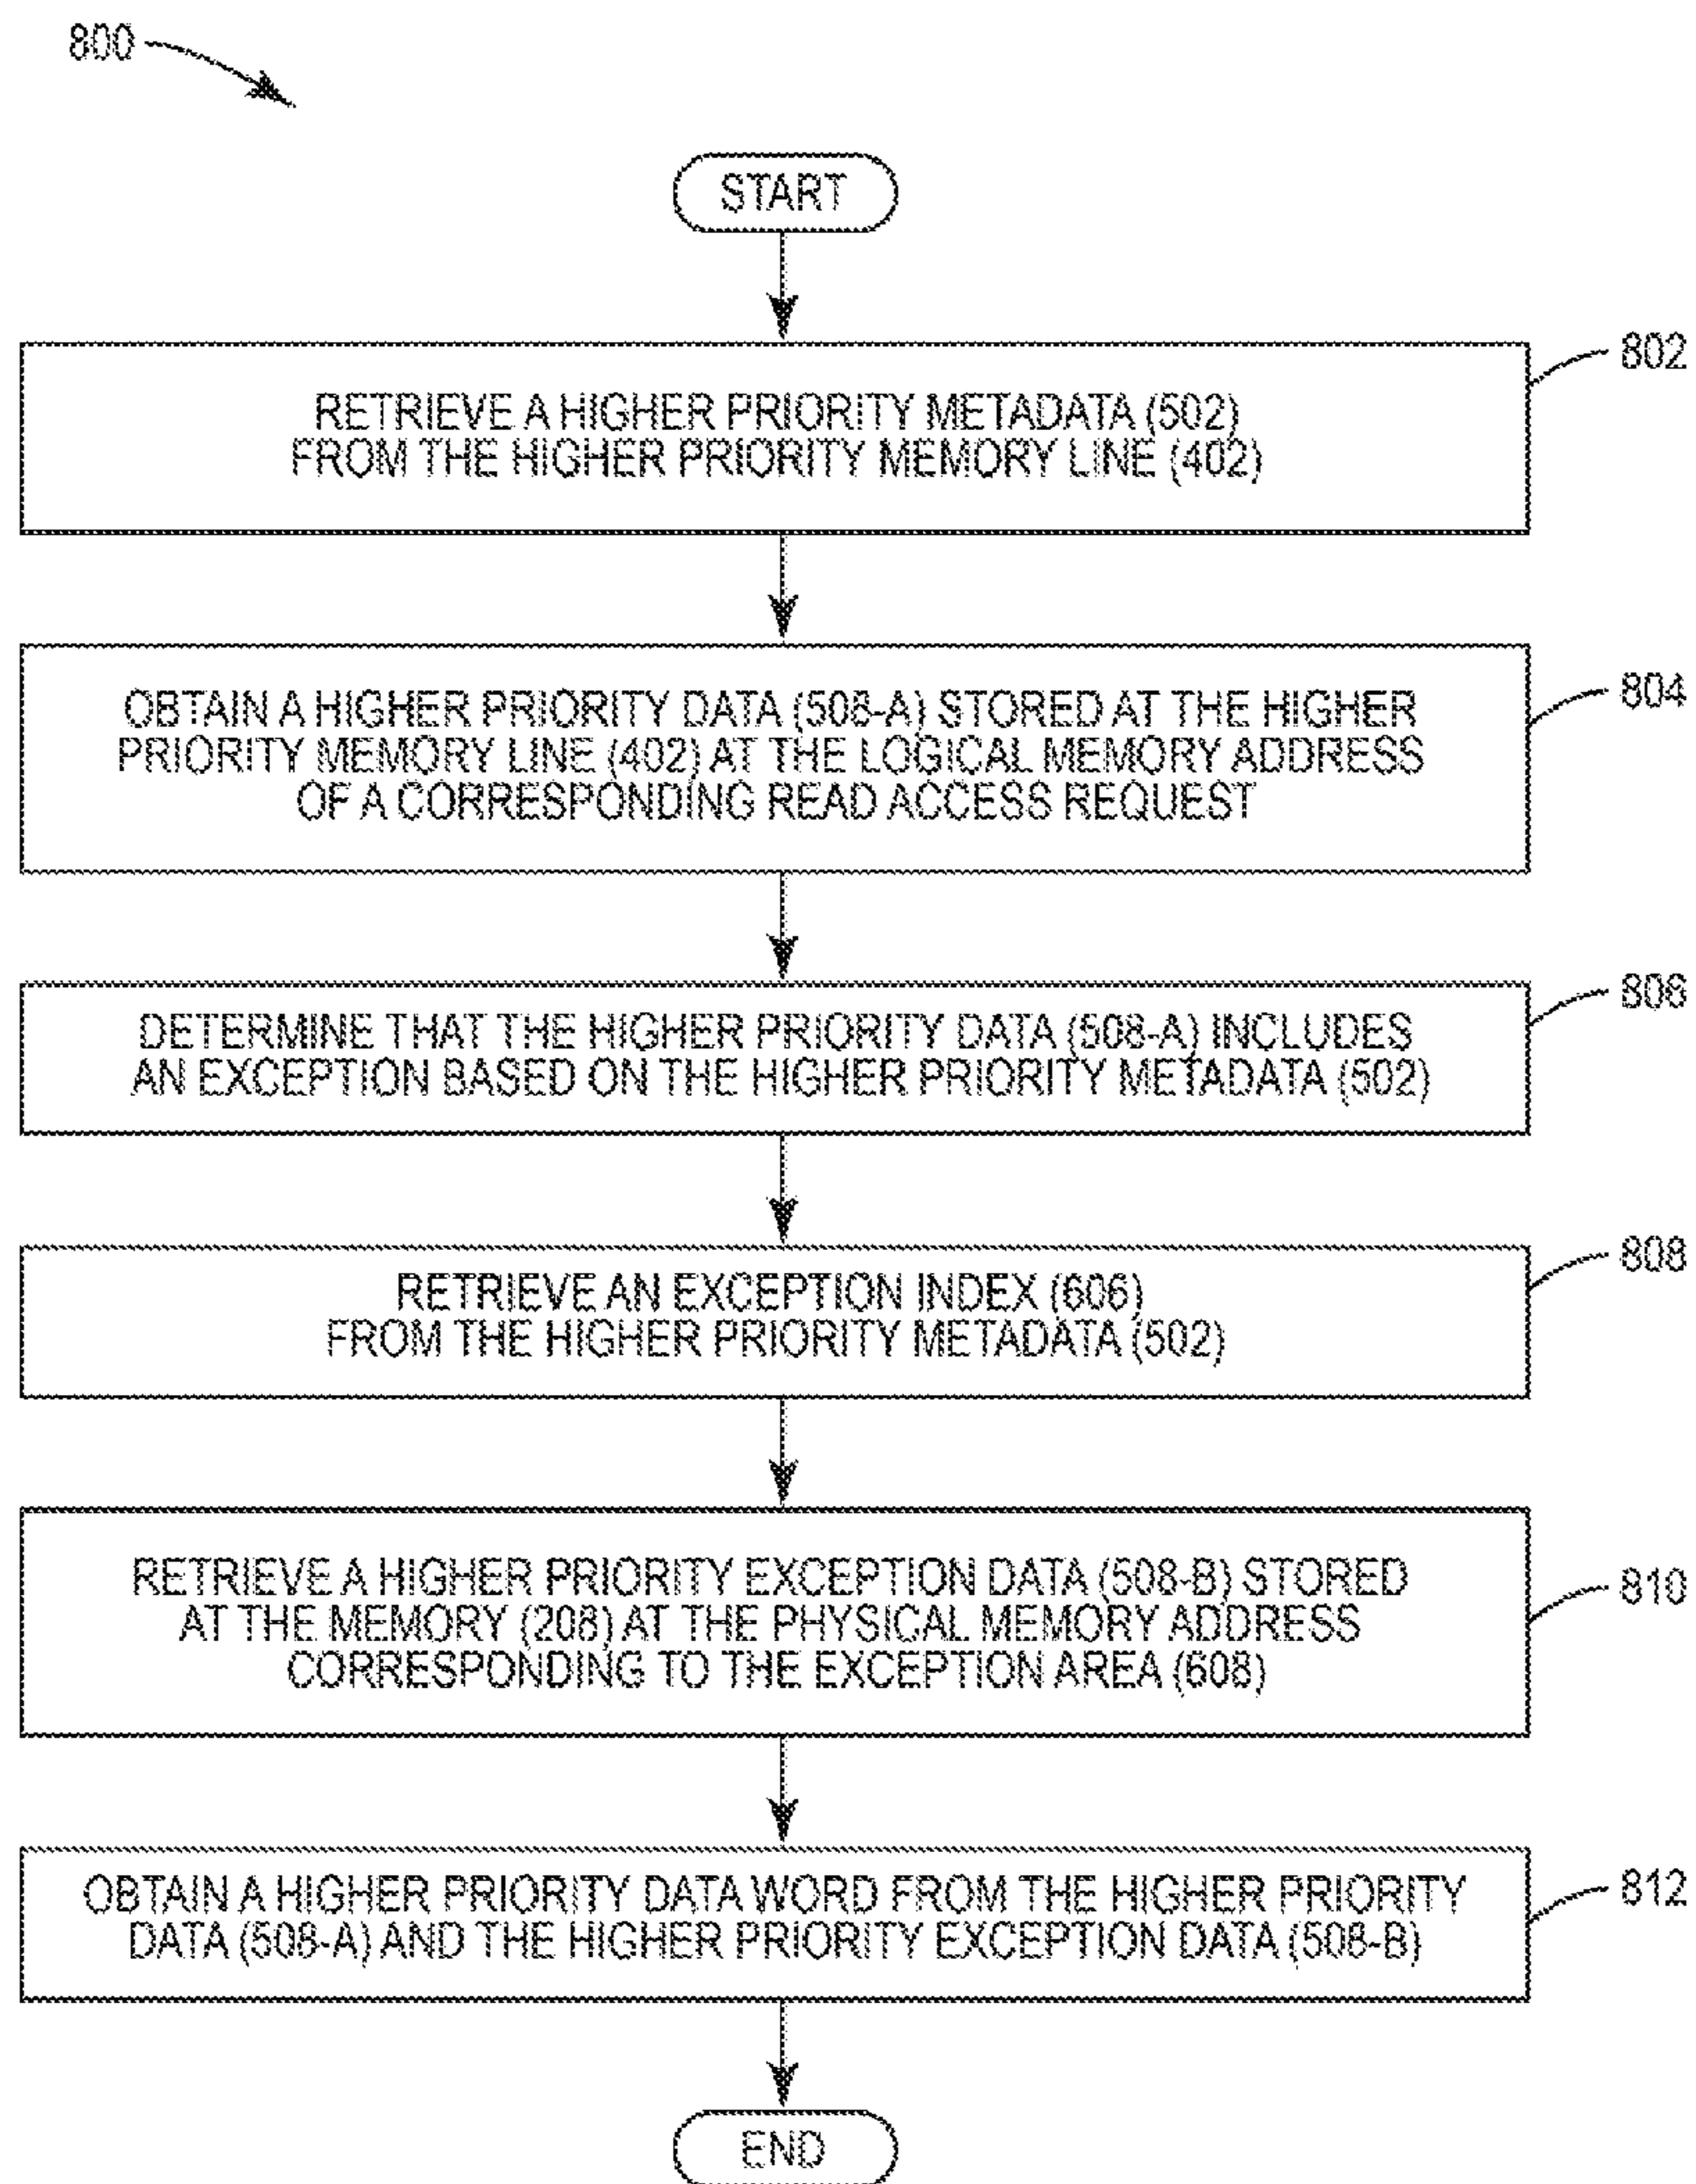 800
START
802
RETRIEVE A HIGHER PRIORITY METADATA (502)
FROM THE HIGHER PRIORITY MEMORY LINE (402)
804
OBTAIN A HIGHER PRIORITY DATA (508-A) STORED AT THE HIGHER
PRIORITY MEMORY LINE (402) AT THE LOGICAL MEMORY ADDRESS
OF A CORRESPONDING READ ACCESS REQUEST
806
DETERMINE THAT THE HIGHER PRIORITY DATA (508-A) INCLUDES
AN EXCEPTION BASED ON THE HIGHER PRIORITY METADATA (502)
808
RETRIEVE AN EXCEPTION INDEX (606)
FROM THE HIGHER PRIORITY METADATA (502)
810
RETRIEVE A HIGHER PRIORITY EXCEPTION DATA (508-B) STORED
AT THE MEMORY (208) AT THE PHYSICAL MEMORY ADDRESS
CORRESPONDING TO THE EXCEPTION AREA (608)
812
OBTAIN A HIGHER PRIORITY DATA WORD FROM THE HIGHER PRIORITY
DATA (508-A) AND THE HIGHER PRIORITY EXCEPTION DATA (508-B)
END